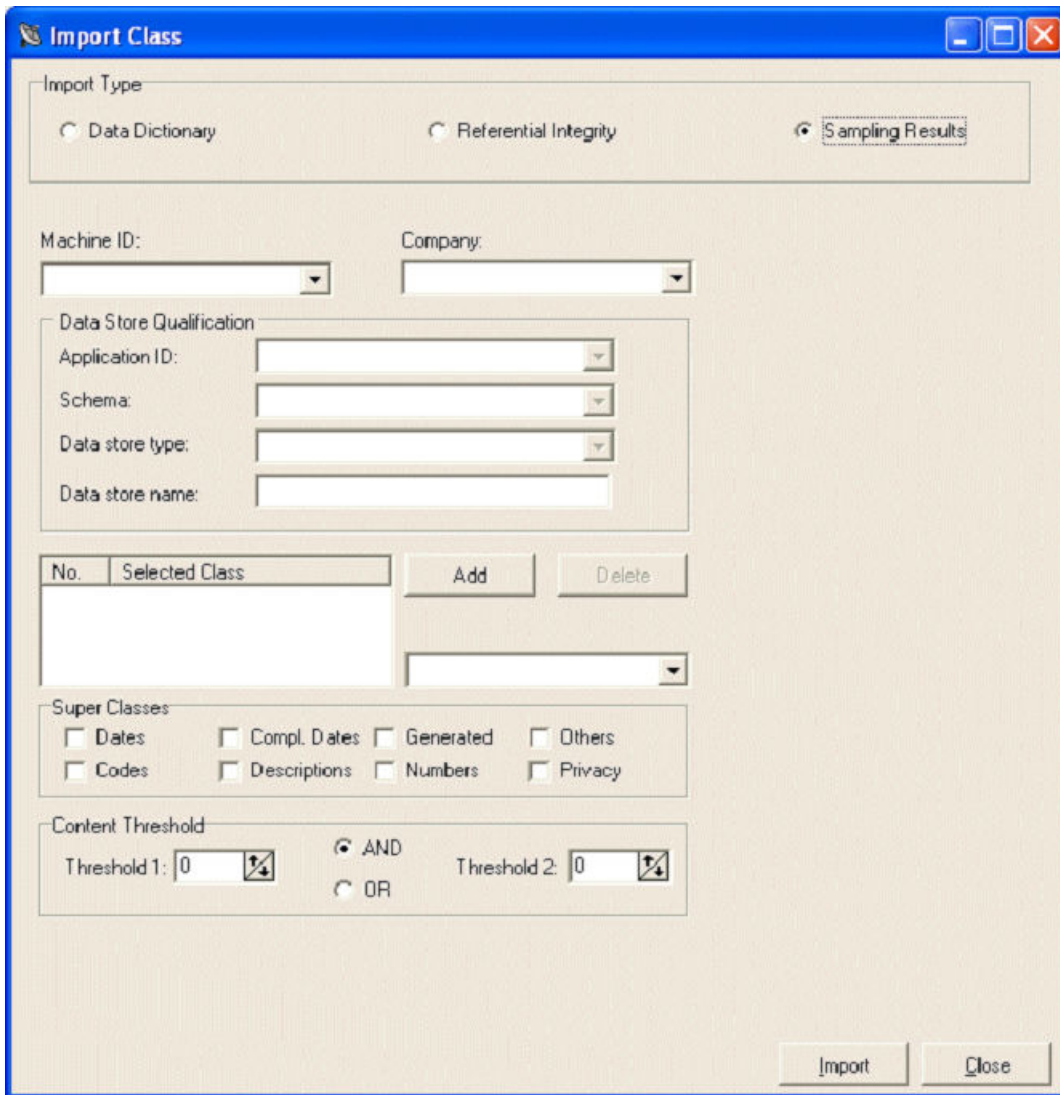 Import Class
Import Type
Data Dictionary Referential Integrity Sampling Results
Machine ID: Company:
Data Store Qualification
Application ID:
Schema:
Data store type:
Data store name:
No. Selected Class Add Delete
Super Classes
Dates Compl. Dates Generated Others
Codes Descriptions Numbers Privacy
Content Threshold
AND
Threshold 1: 0 Threshold 2: 0
OR
Import Close